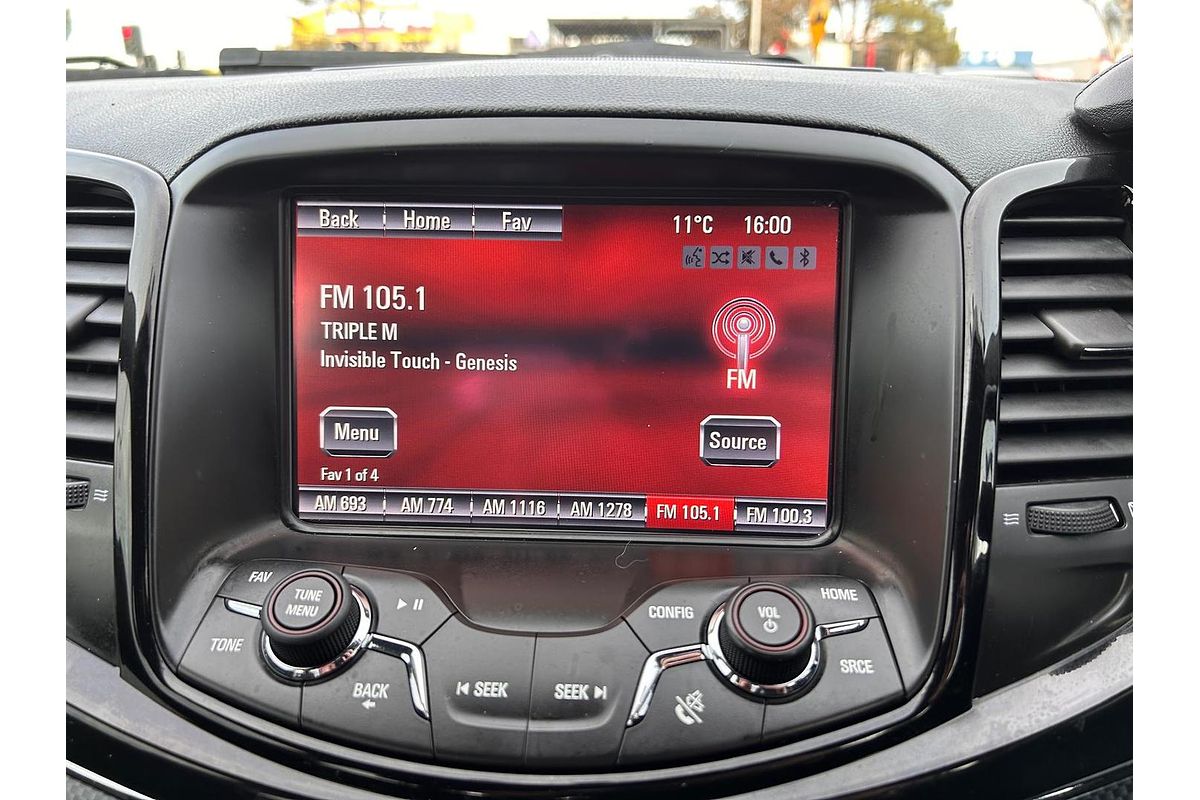 Back Home Fav 11°C 16:00
FM 105.1
TRIPLE M
Invisible Touch - Genesis
FM
Menu Source
Fav 1 of 4
AM 693 AM 774 AM 1116 AM 1278 FM 105.1 FM 100.3
FAV TUNE MENU CONFIG VOL HOME
TONE BACK SEEK SEEK SRCE